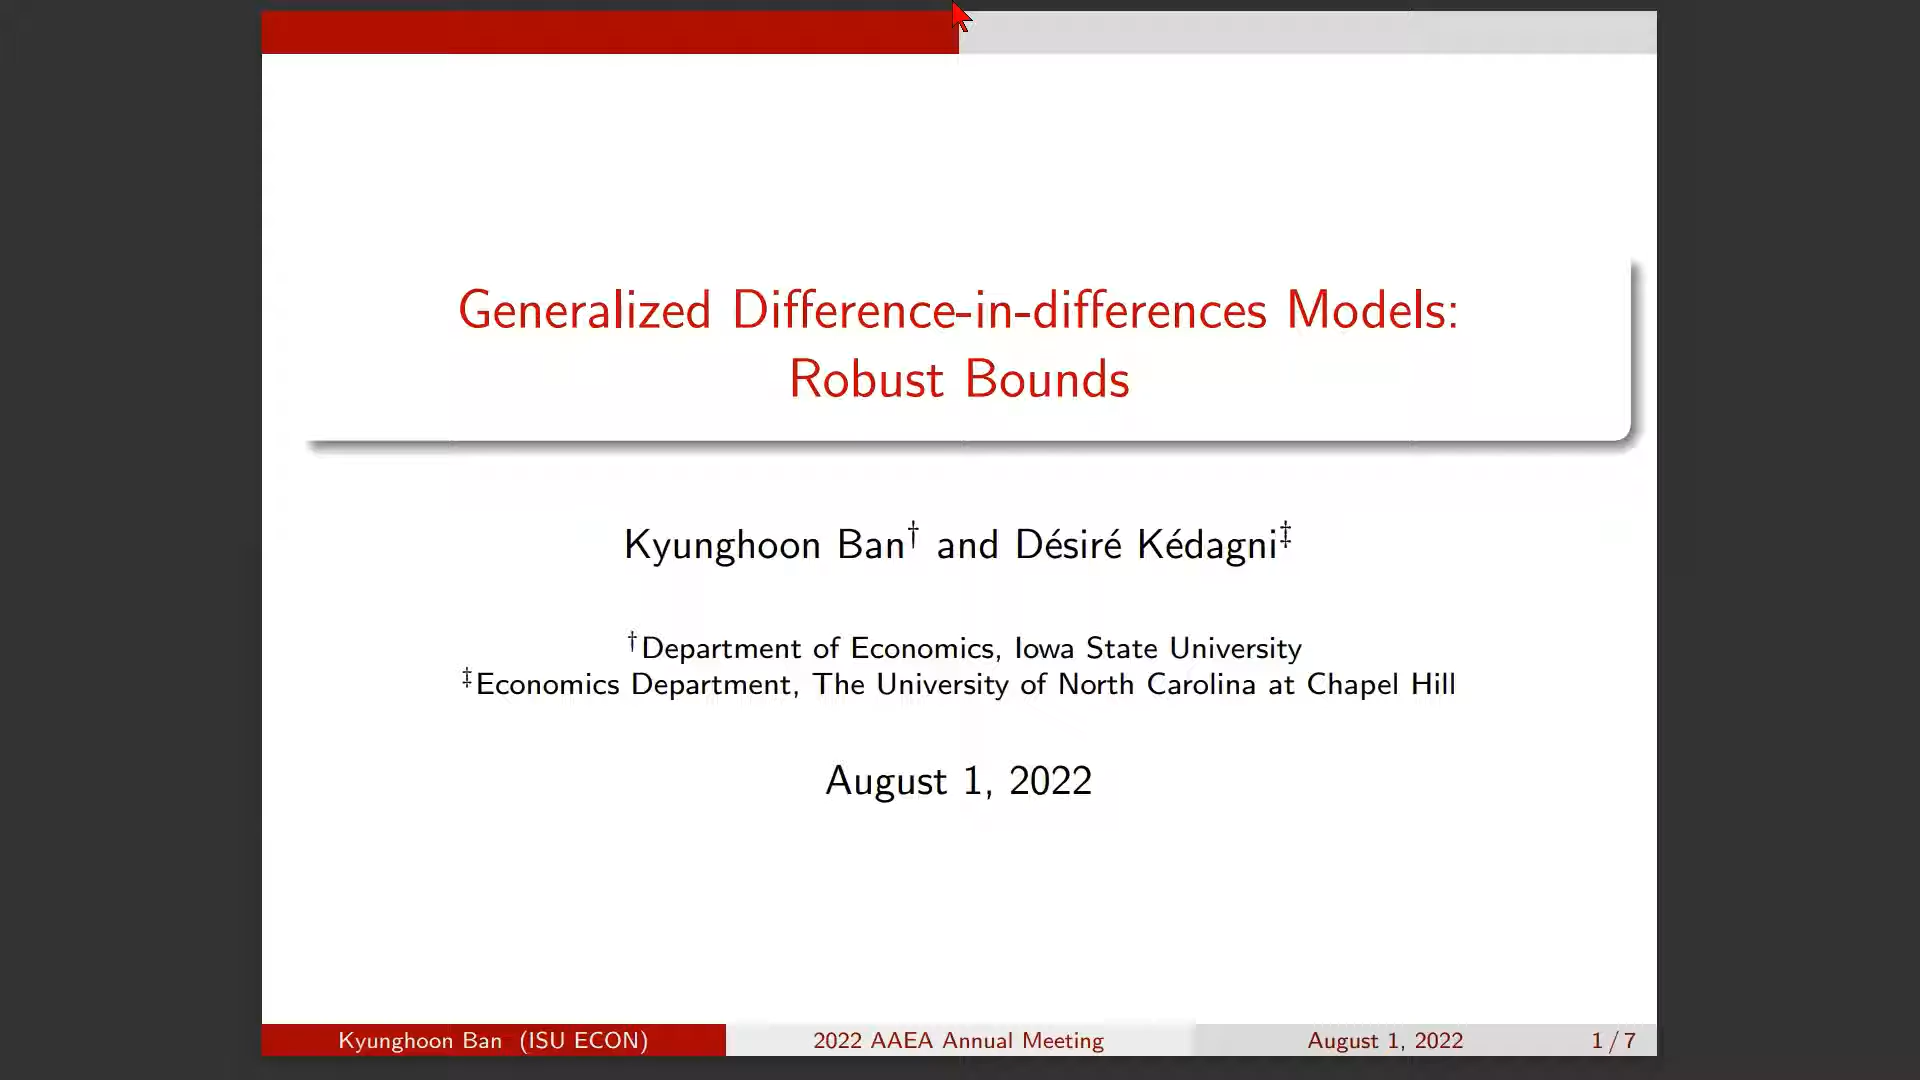 Generalized Difference-in-differences Models:
Robust Bounds
Kyunghoon Ban† and Désiré Kédagni‡
†Department of Economics, Iowa State University
‡Economics Department, The University of North Carolina at Chapel Hill
August 1, 2022
Kyunghoon Ban (ISU ECON) 2022 AAEA Annual Meeting August 1, 2022 1 / 7